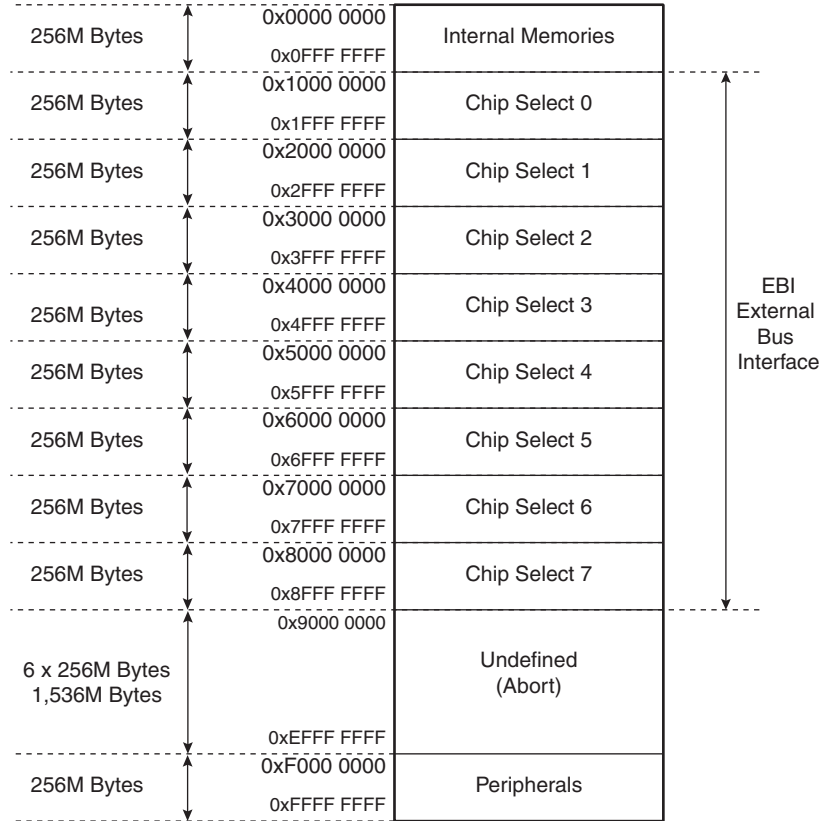 0x0000 0000
256M Bytes
Internal Memories
0x0FFF FFFF
0x1000 0000
256M Bytes
Chip Select 0
0x1FFF FFFF
0x2000 0000
256M Bytes
Chip Select 1
0x2FFF FFFF
0x3000 0000
256M Bytes
Chip Select 2
0x3FFF FFFF
0x4000 0000
256M Bytes
Chip Select 3
0x4FFF FFFF
0x5000 0000
256M Bytes
Chip Select 4
0x5FFF FFFF
0x6000 0000
256M Bytes
Chip Select 5
0x6FFF FFFF
0x7000 0000
256M Bytes
Chip Select 6
0x7FFF FFFF
0x8000 0000
256M Bytes
Chip Select 7
0x8FFF FFFF
EBI
External
Bus
Interface
0x9000 0000
6 x 256M Bytes
1,536M Bytes
Undefined
(Abort)
0xEFFF FFFF
0xF000 0000
256M Bytes
Peripherals
0xFFFF FFFF